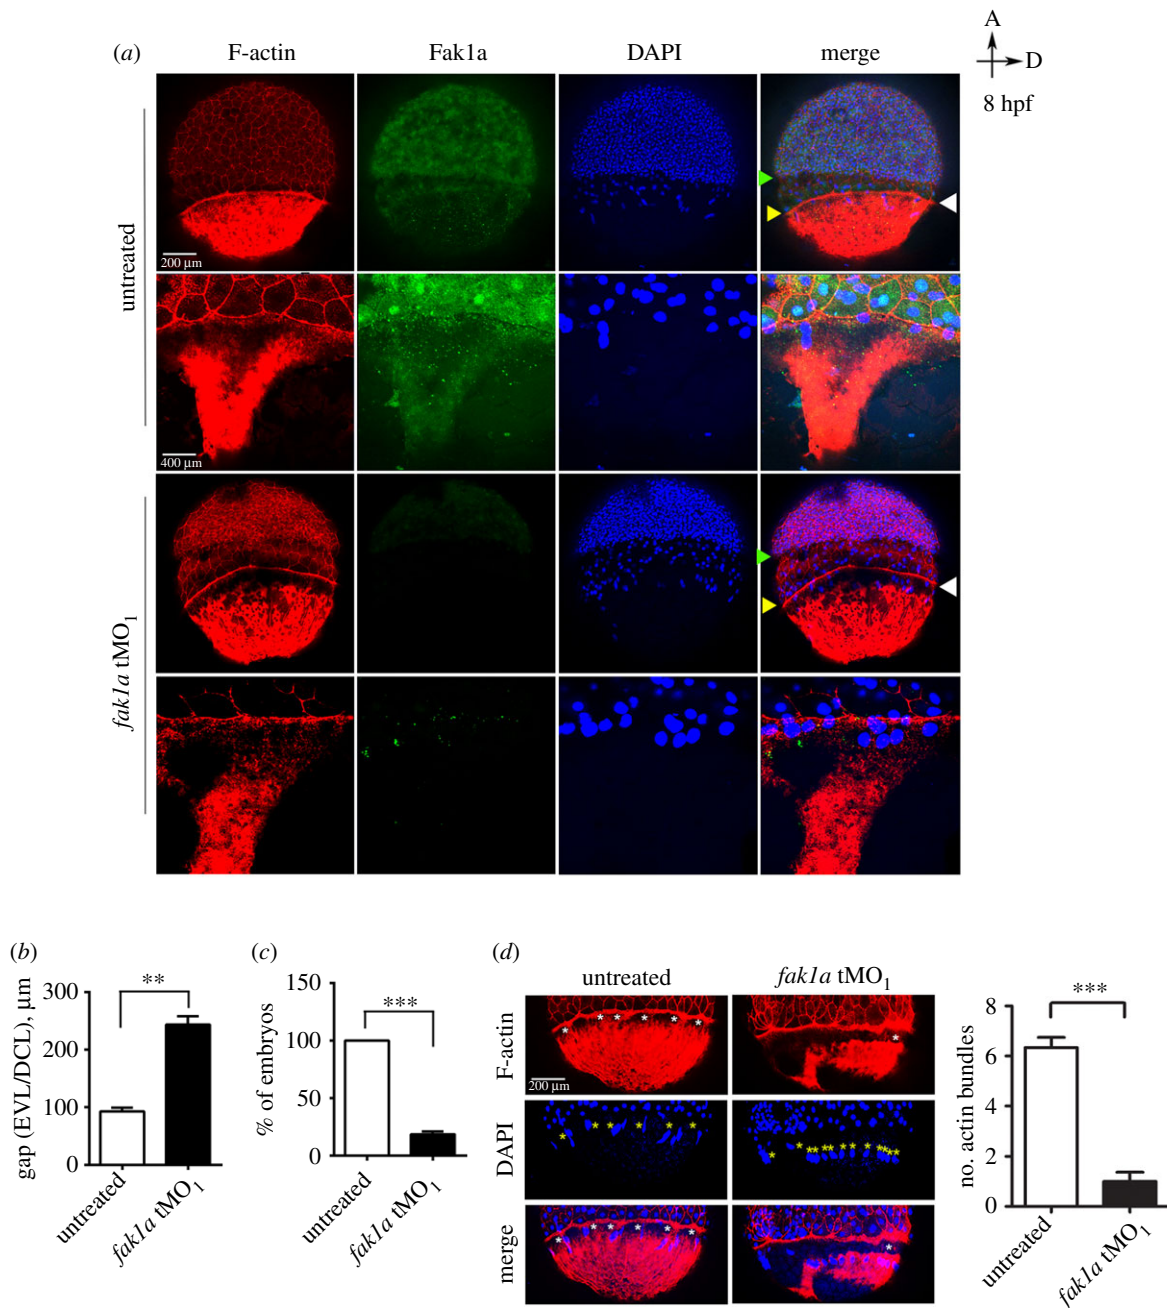 (a) F-actin Fak1a DAPI merge
A
D
8 hpf
untreated
200 µm
400 µm
fak1a tMO1
(b)
gap (EVL/DCL), µm
300
200
100
0
**
untreated
fak1a tMO1
(c)
% of embryos
150
100
50
0
***
untreated
fak1a tMO1
(d)
untreated fak1a tMO1
F-actin
* * * * * * *
*
200 µm
DAPI
merge
no. actin bundles
8
6
4
2
0
***
untreated
fak1a tMO1